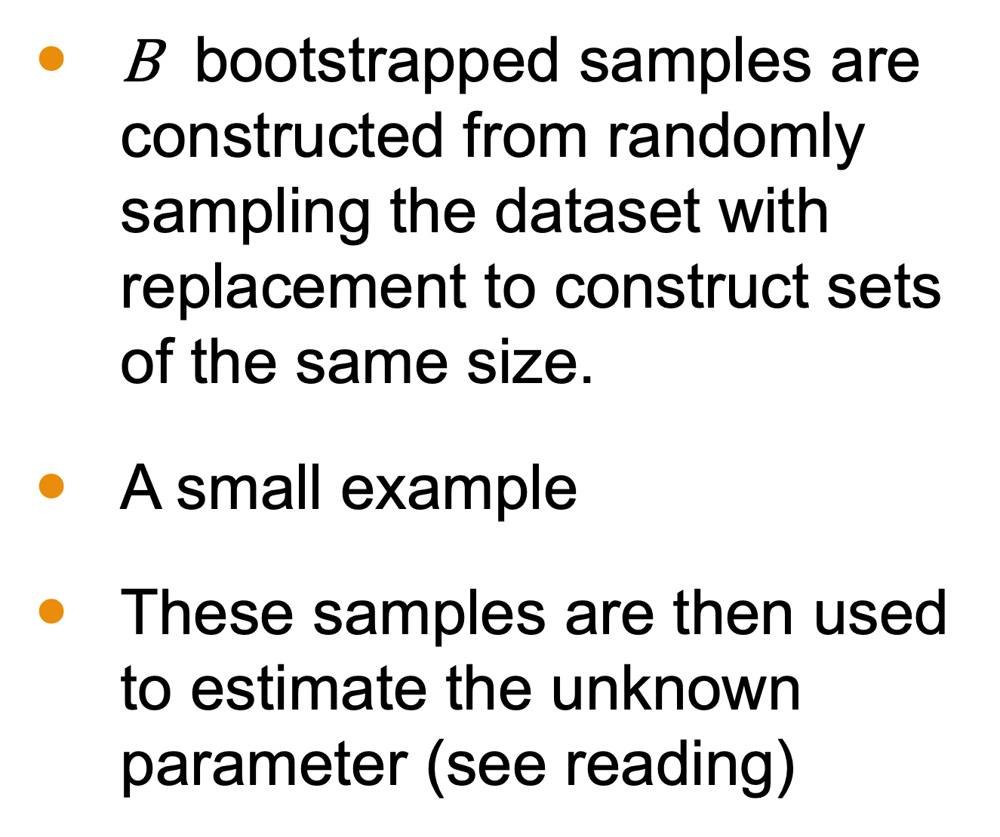 • B bootstrapped samples are
constructed from randomly
sampling the dataset with
replacement to construct sets
of the same size.
• A small example
• These samples are then used
to estimate the unknown
parameter (see reading)